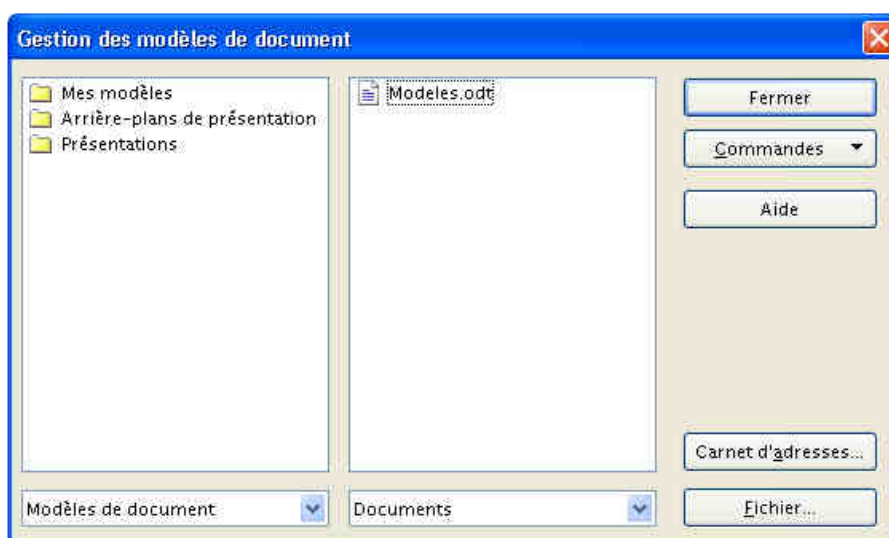 Gestion des modèles de document
Mes modèles
Arrière-plans de présentation
Présentations
Modeles.odt
Fermer
Commandes
Aide
Carnet d'adresses...
Modèles de document
Documents
Fichier...